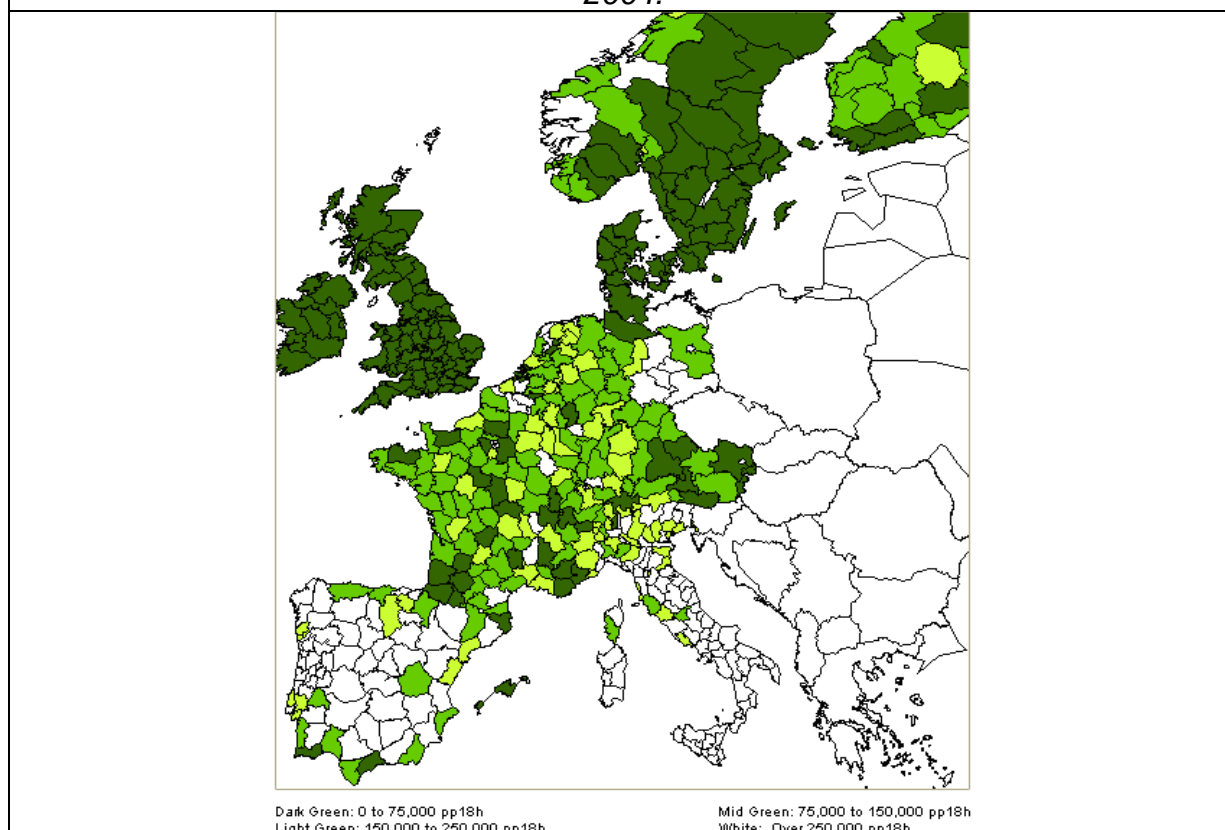 2004.
Dark Green: 0 to 75,000 pp18h
Mid Green: 75,000 to 150,000 pp18h
Light Green: 150,000 to 250,000 pp18h
White: Over 250,000 pp18h